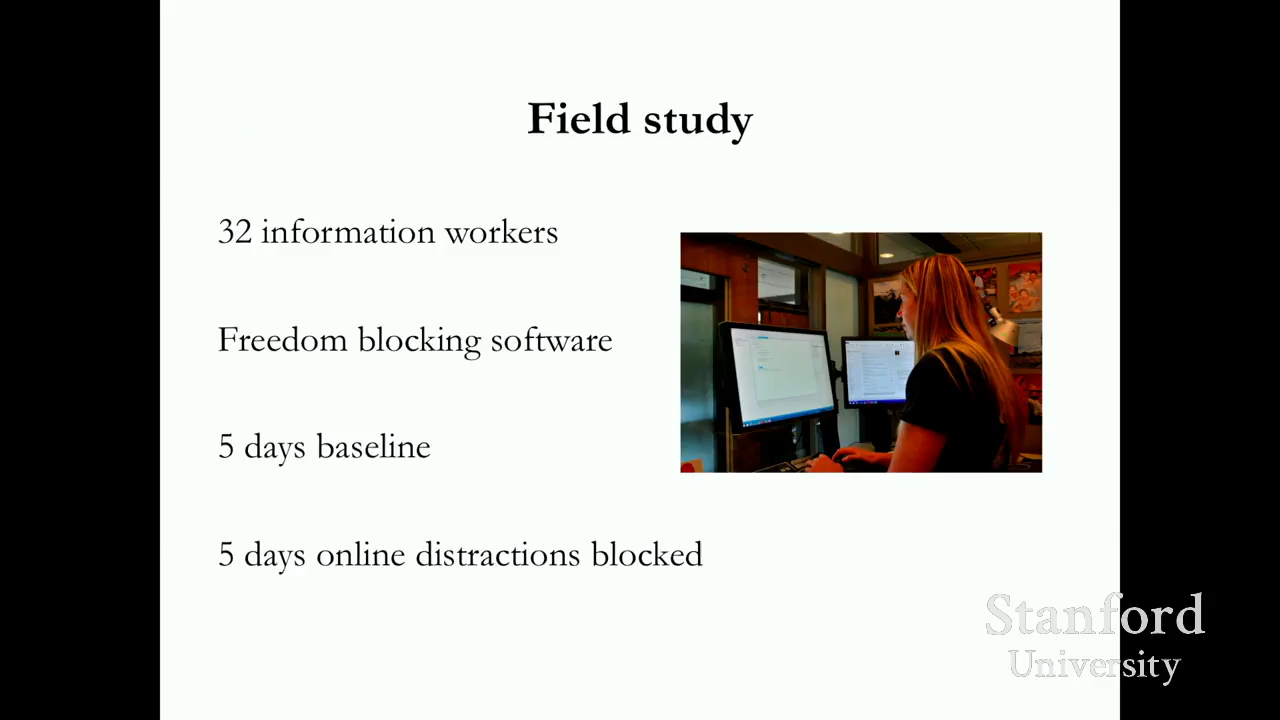 Field study
32 information workers
Freedom blocking software
5 days baseline
5 days online distractions blocked
Stanford
University